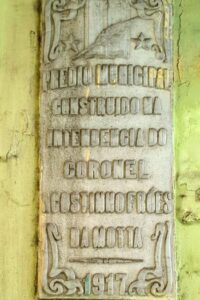 PREDIO MUNICIPAL
CONSTRUIDO NA
INTENDENCIA DO
CORONEL
AGOSTINHO FRÓES
DA MOTTA
1917